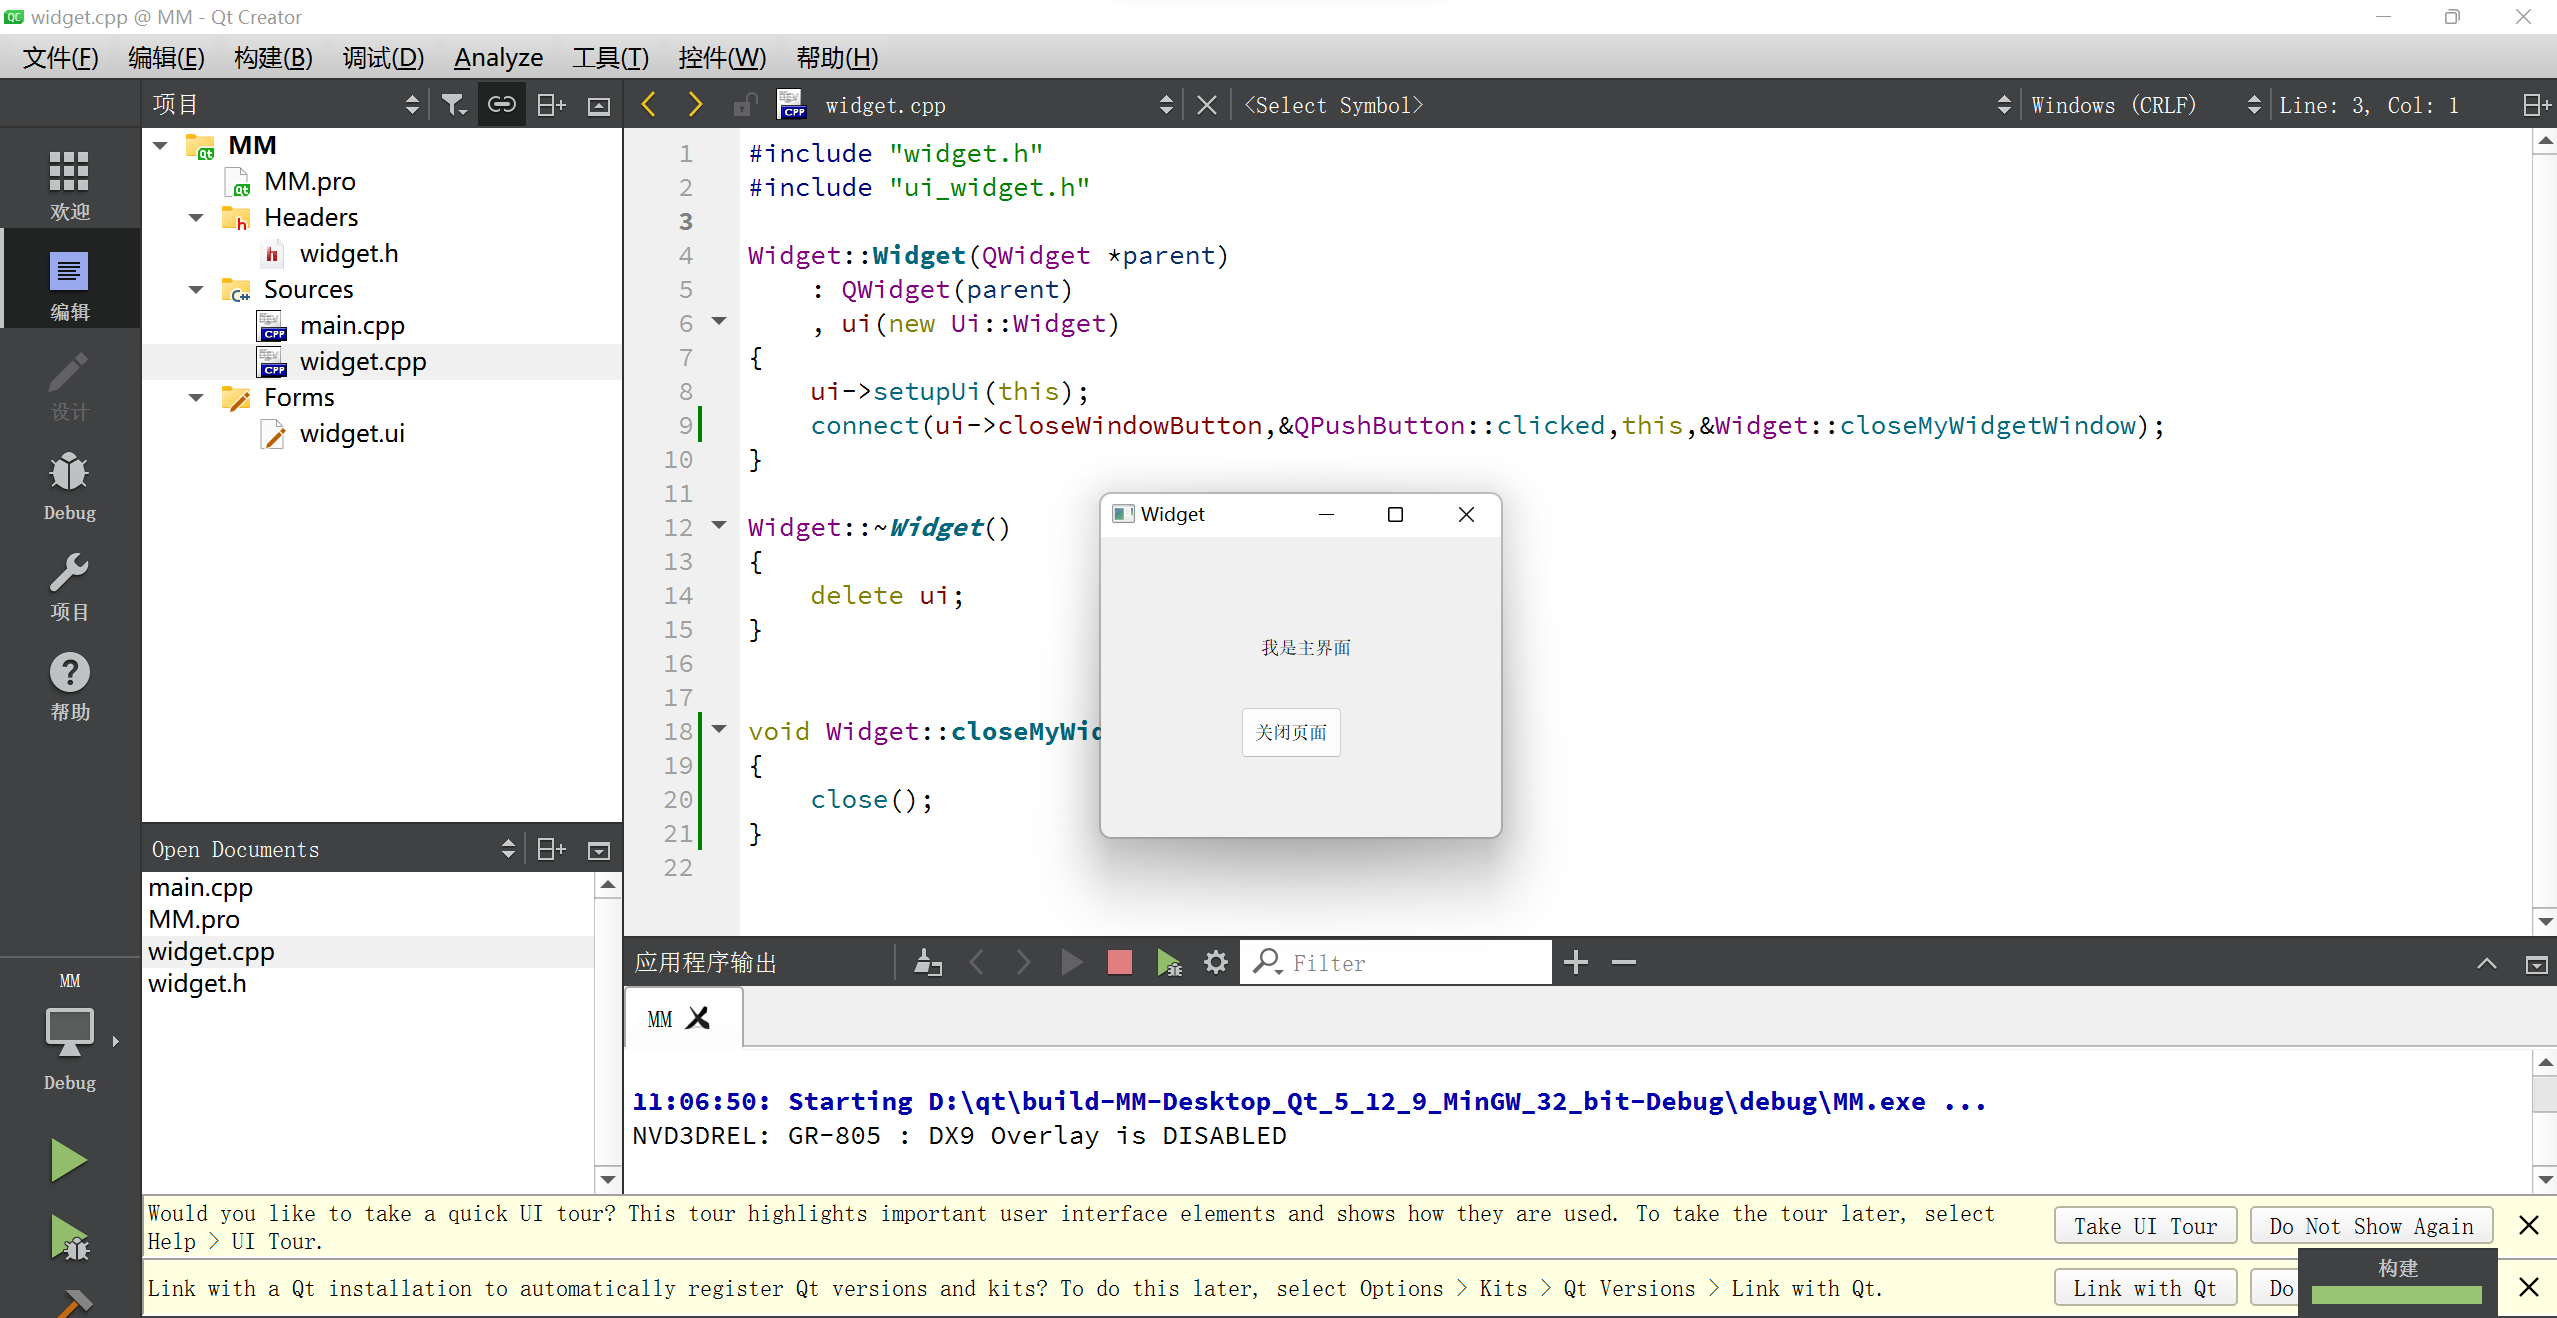 widget.cpp @ MM - Qt Creator
文件(F) 编辑(E) 构建(B) 调试(D) Analyze 工具(T) 控件(W) 帮助(H)
项目
widget.cpp
<Select Symbol>
Windows (CRLF)
Line: 3, Col: 1
欢迎
编辑
设计
Debug
项目
帮助
MM
Debug
MM
MM.pro
Headers
widget.h
Sources
main.cpp
widget.cpp
Forms
widget.ui
Open Documents
main.cpp
MM.pro
widget.cpp
widget.h
1 #include "widget.h"
2 #include "ui_widget.h"
3
4 Widget::Widget(QWidget *parent)
5 : QWidget(parent)
6 , ui(new Ui::Widget)
7 {
8 ui->setupUi(this);
9 connect(ui->closeWindowButton,&QPushButton::clicked,this,&Widget::closeMyWidgetWindow);
10 }
11
12 Widget::~Widget()
13 {
14 delete ui;
15 }
16
17
18 void Widget::closeMyWid
19 {
20 close();
21 }
22
Widget
我是主界面
关闭页面
应用程序输出
Filter
MM
11:06:50: Starting D:\qt\build-MM-Desktop_Qt_5_12_9_MinGW_32_bit-Debug\debug\MM.exe ...
NVD3DREL: GR-805 : DX9 Overlay is DISABLED
Would you like to take a quick UI tour? This tour highlights important user interface elements and shows how they are used. To take the tour later, select
Help > UI Tour.
Take UI Tour
Do Not Show Again
Link with a Qt installation to automatically register Qt versions and kits? To do this later, select Options > Kits > Qt Versions > Link with Qt.
Link with Qt
Do
构建